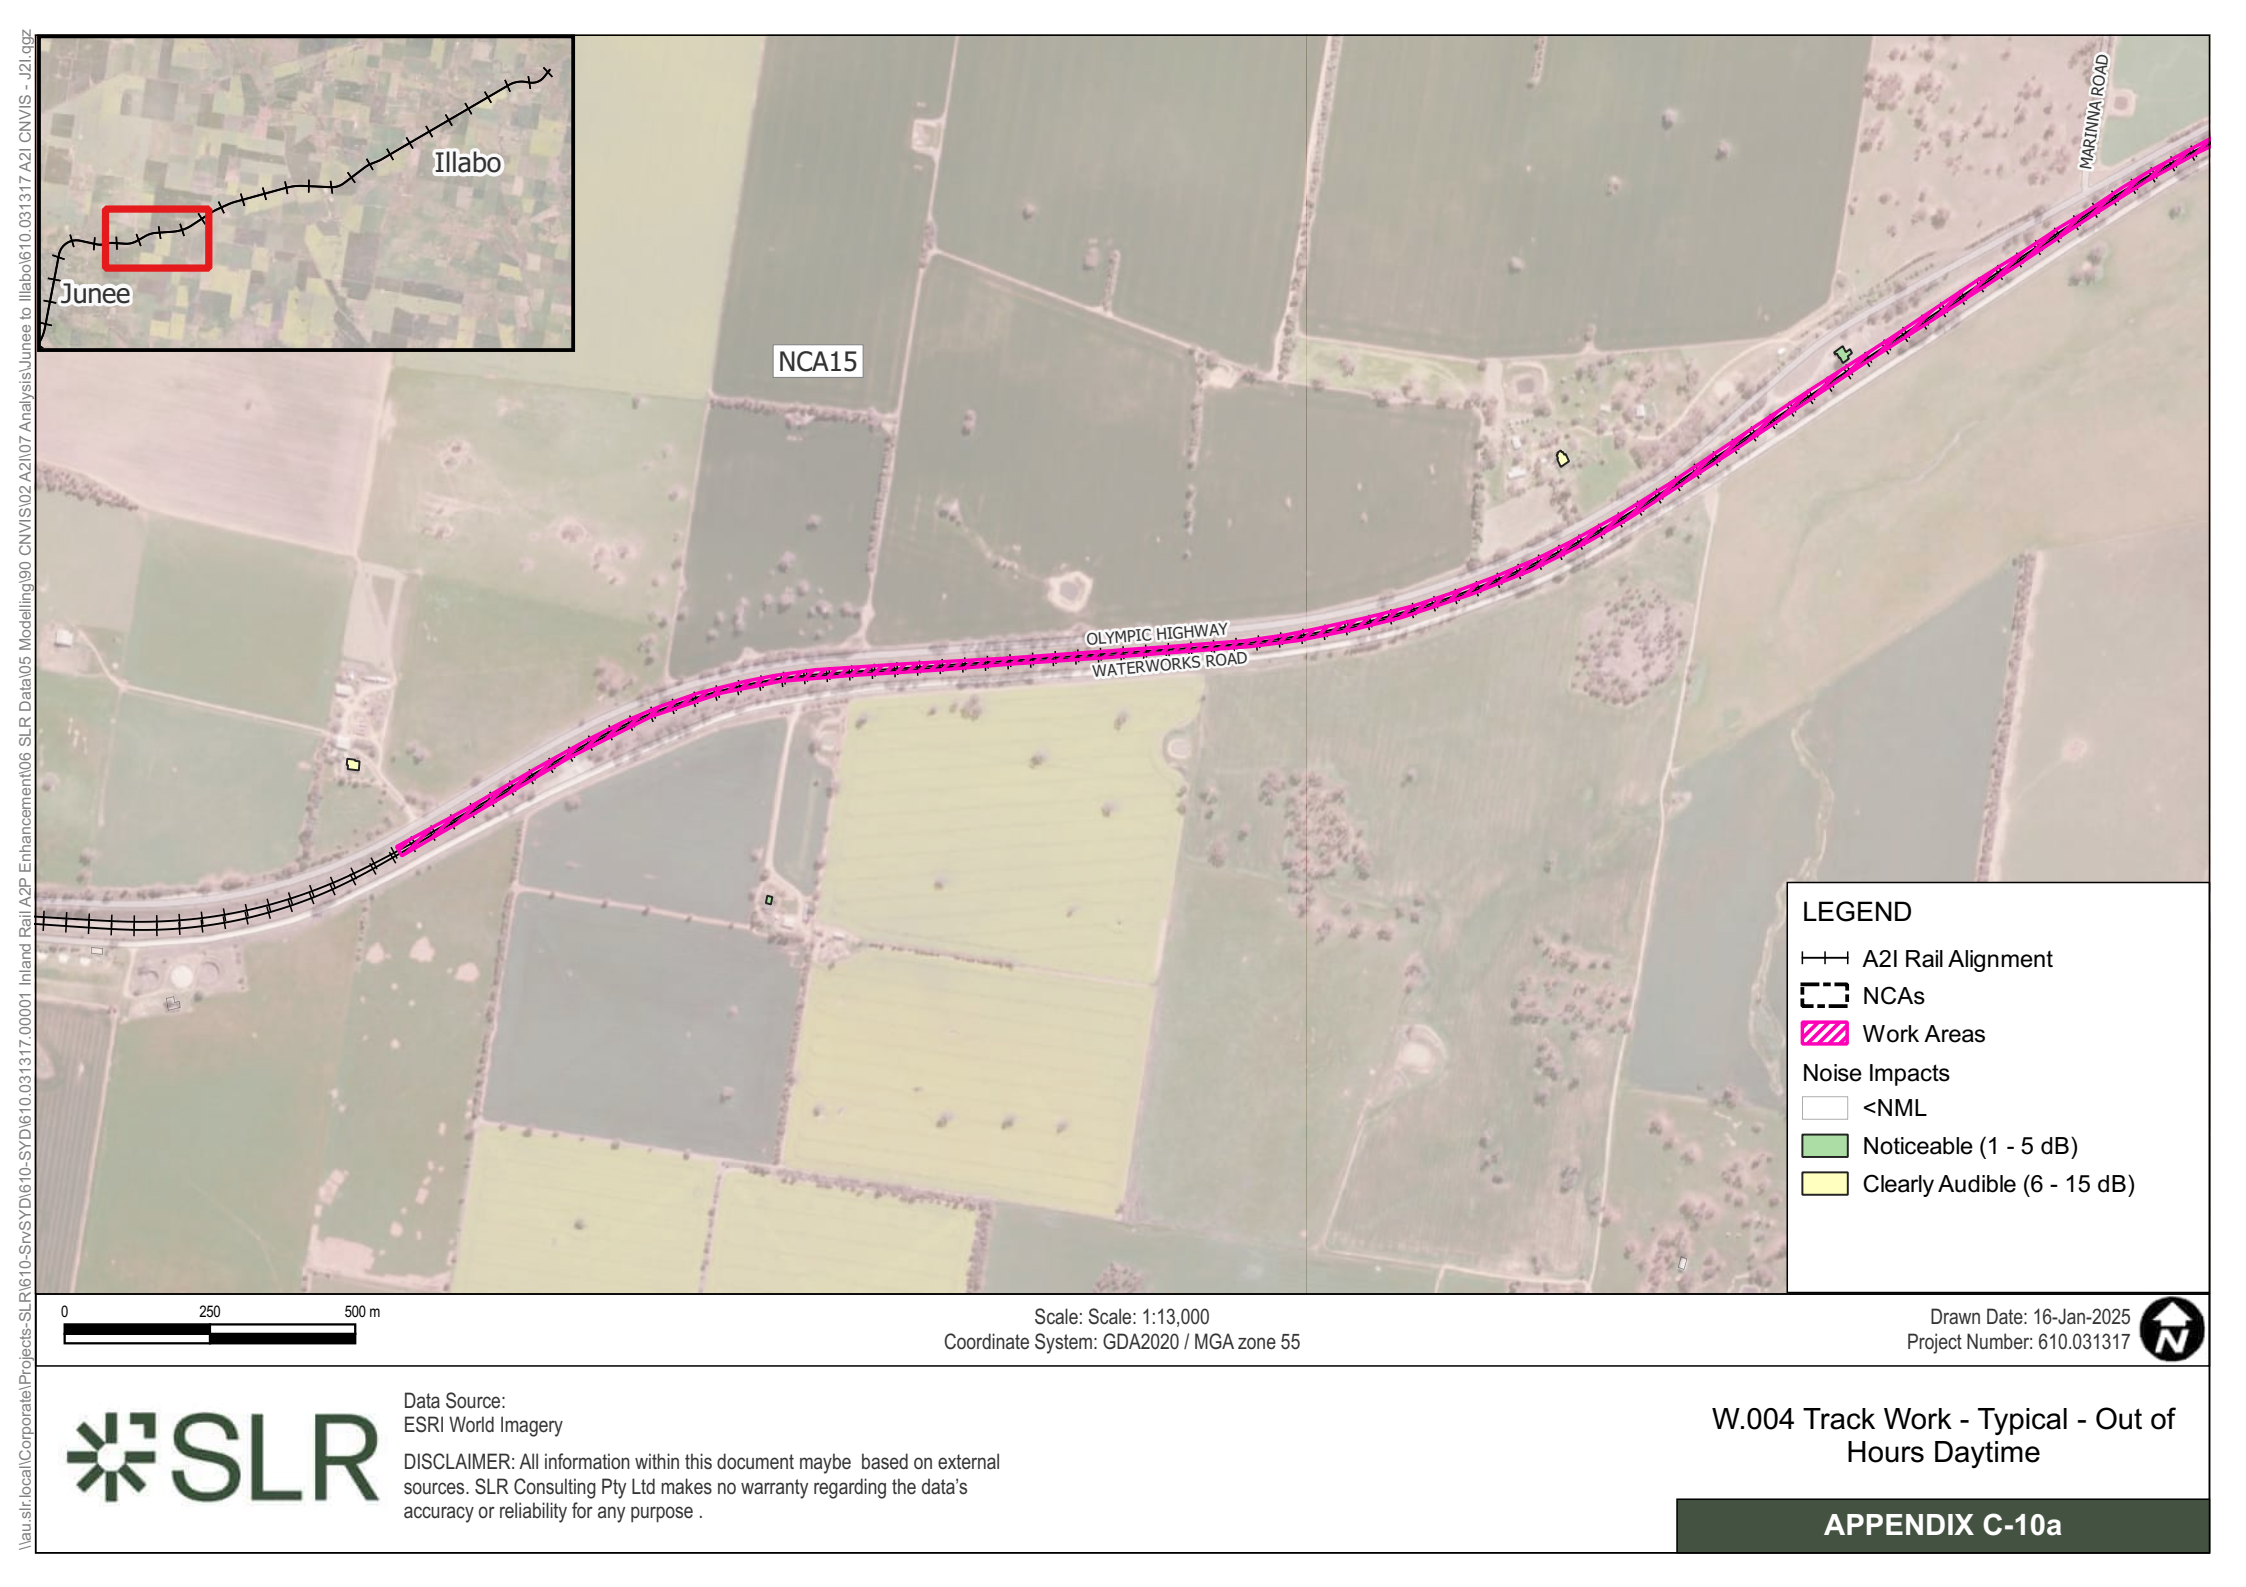 \\au.slr.local\Corporate\Projects-SLR\610-SrvSYD\610-SYD\610.031317.00001 Inland Rail A2P Enhancement\06 SLR Data\05 Modelling\90 CNVIS\02 A2I\07 Analysis\Junee to Illabo\610.031317 A2I CNVIS - J2I.qgz
Illabo
Junee
NCA15
MARINNA ROAD
OLYMPIC HIGHWAY
WATERWORKS ROAD
LEGEND
A2I Rail Alignment
NCAs
Work Areas
Noise Impacts
<NML
Noticeable (1 - 5 dB)
Clearly Audible (6 - 15 dB)
0 250 500 m
Scale: Scale: 1:13,000
Coordinate System: GDA2020 / MGA zone 55
Drawn Date: 16-Jan-2025
Project Number: 610.031317
N
SLR
Data Source:
ESRI World Imagery
DISCLAIMER: All information within this document maybe based on external
sources. SLR Consulting Pty Ltd makes no warranty regarding the data's
accuracy or reliability for any purpose .
W.004 Track Work - Typical - Out of
Hours Daytime
APPENDIX C-10a